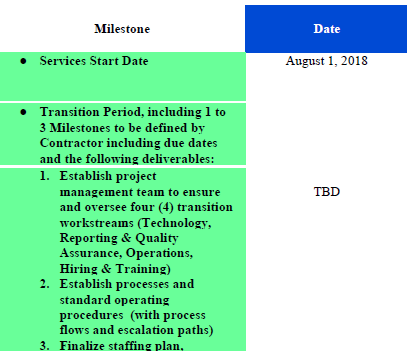 Milestone Date
● Services Start Date August 1, 2018
● Transition Period, including 1 to
3 Milestones to be defined by
Contractor including due dates
and the following deliverables:
1. Establish project
management team to ensure TBD
and oversee four (4) transition
workstreams (Technology,
Reporting & Quality
Assurance, Operations,
Hiring & Training)
2. Establish processes and
standard operating
procedures (with process
flows and escalation paths)
3. Finalize staffing plan,